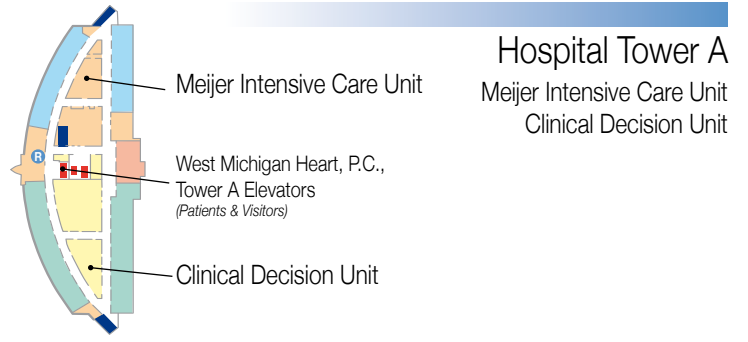 Hospital Tower A
Meijer Intensive Care Unit
Clinical Decision Unit
Meijer Intensive Care Unit
R
West Michigan Heart, P.C.,
Tower A Elevators
(Patients & Visitors)
Clinical Decision Unit